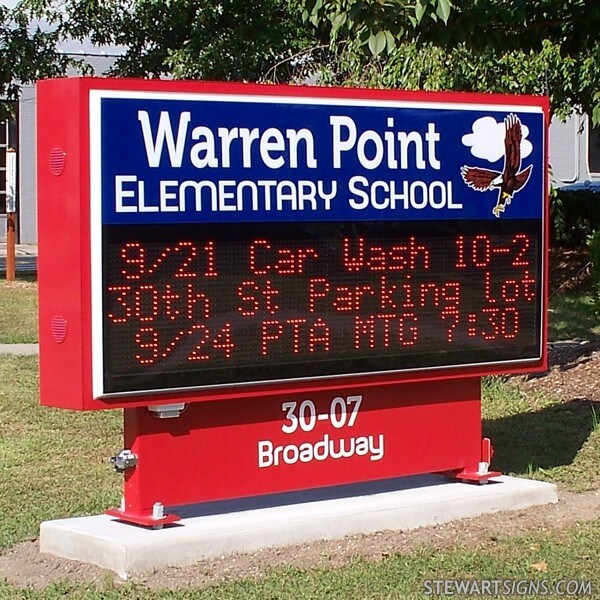 Warren Point
ELEMENTARY SCHOOL
9/21 Car Wash 10-2
30th St Parking lot
9/24 PTA MTG 7:30
30-07
Broadway
STEWARTSIGNS.COM